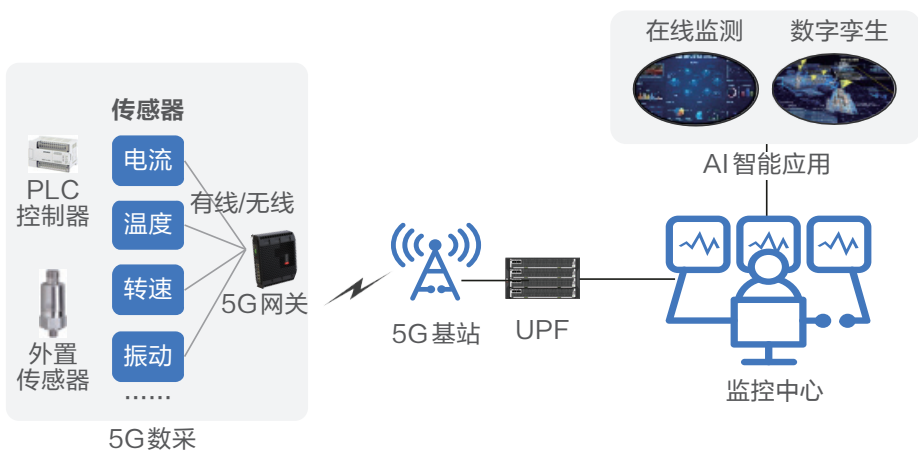 在线监测
数字孪生
传感器
电流
PLC
控制器
有线/无线
温度
AI智能应用
转速
5G网关
外置
传感器
振动
......
5G数采
5G基站
UPF
监控中心